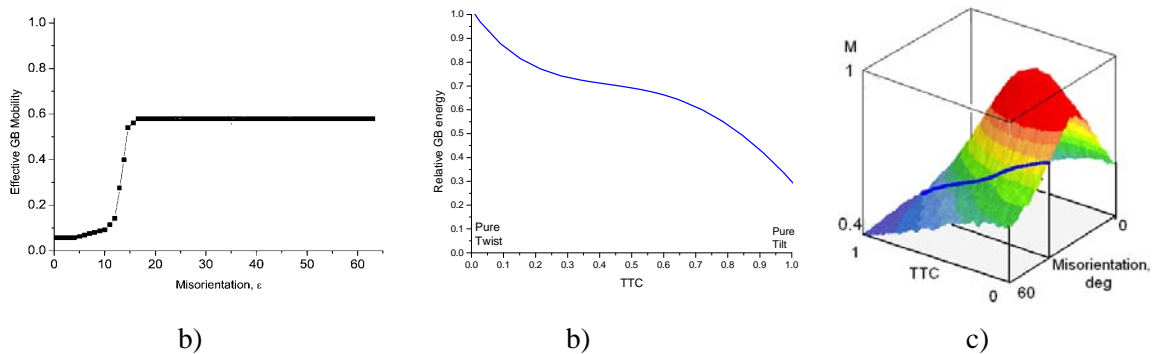 b)
1.0
0.8
0.6
0.4
0.2
0.0
Effective GB Mobility
0 10 20 30 40 50 60
Misorientation, ε
b)
1.0
0.9
0.8
0.7
0.6
0.5
0.4
0.3
0.2
0.1
0.0
Relative GB energy
Pure
Twist
Pure
Tilt
0.0 0.1 0.2 0.3 0.4 0.5 0.6 0.7 0.8 0.9 1.0
TTC
c)
M
1
0.4
1
TTC
0
60
Misorientation,
deg
0
b)
b)
c)